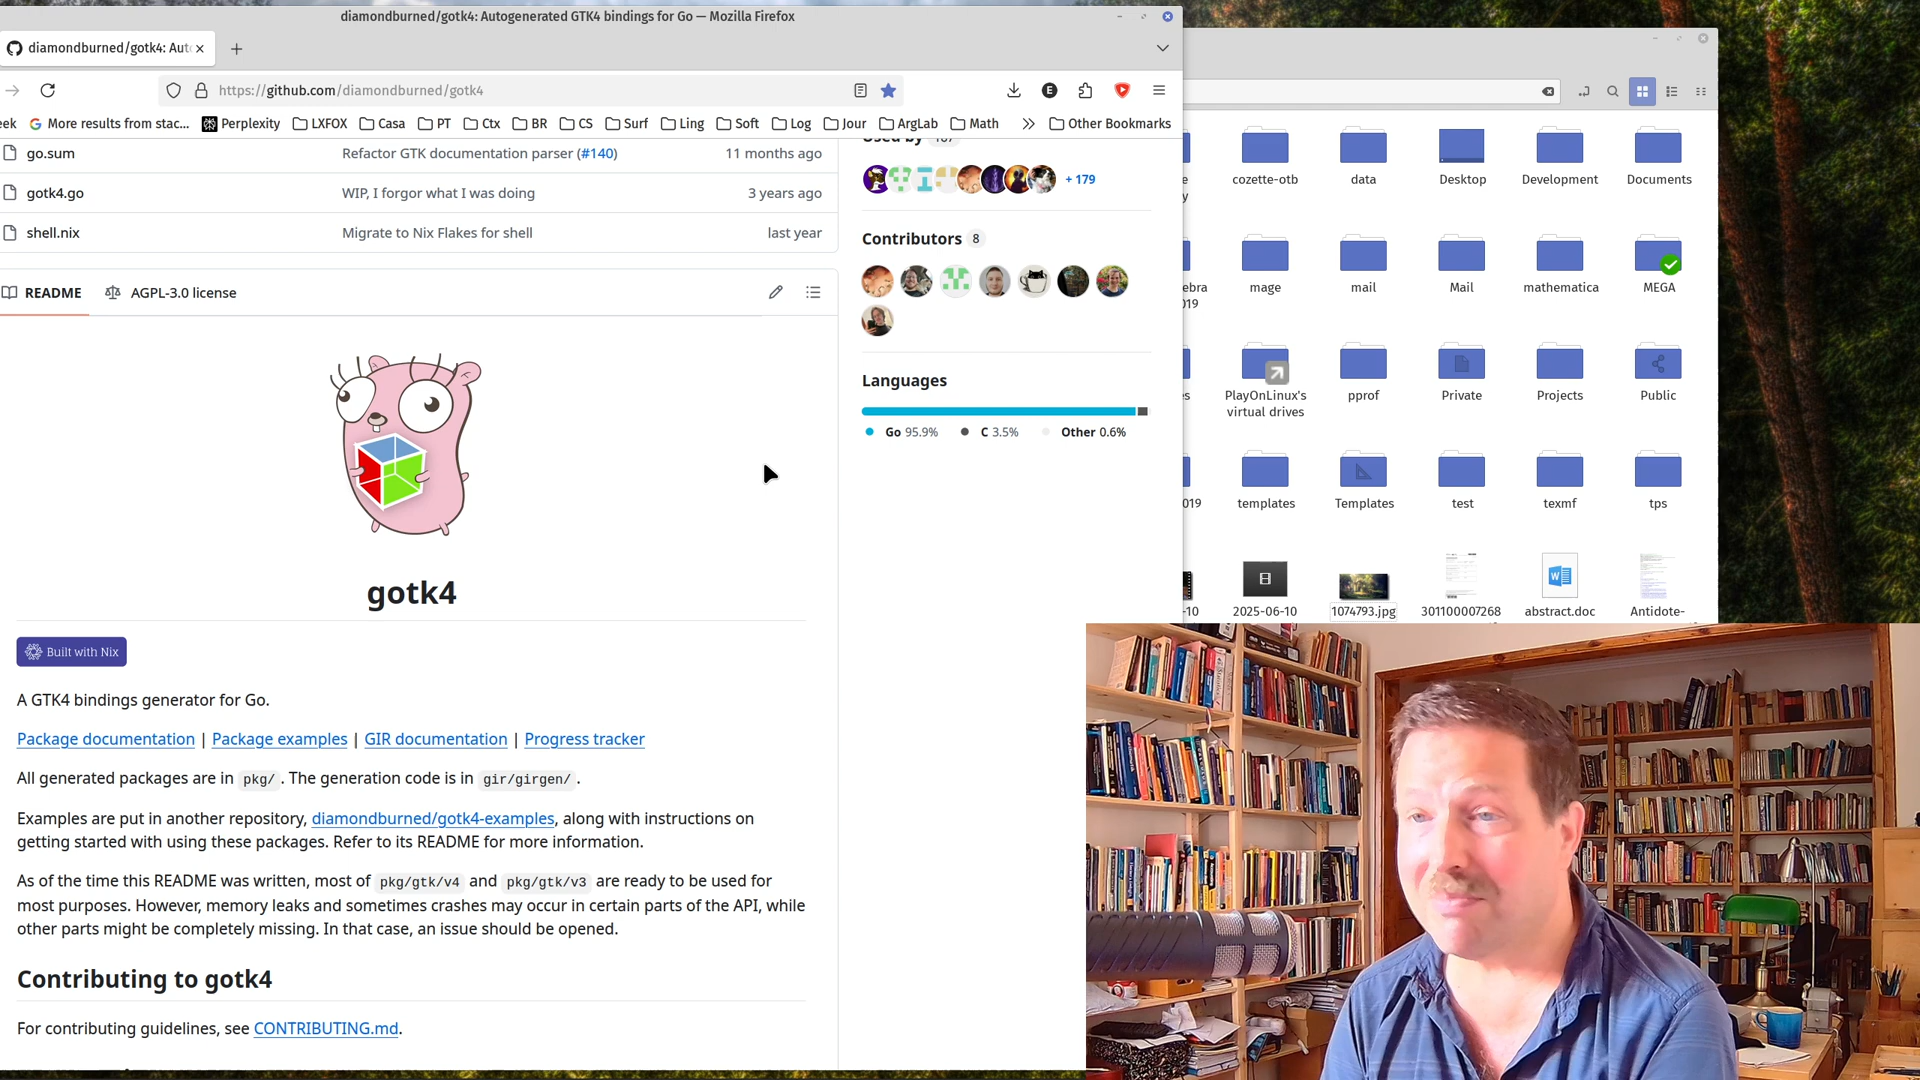 diamondburned/gotk4: Autogenerated GTK4 bindings for Go — Mozilla Firefox
diamondburned/gotk4: Aut
https://github.com/diamondburned/gotk4
eek
More results from stac...
Perplexity
LXFOX
Casa
PT
Ctx
BR
CS
Surf
Ling
Soft
Log
Jour
ArgLab
Math
Other Bookmarks
go.sum
Refactor GTK documentation parser (#140)
11 months ago
gotk4.go
WIP, I forgor what I was doing
3 years ago
shell.nix
Migrate to Nix Flakes for shell
last year
README
AGPL-3.0 license
gotk4
Built with Nix
A GTK4 bindings generator for Go.
Package documentation | Package examples | GIR documentation | Progress tracker
All generated packages are in pkg/ . The generation code is in gir/girgen/ .
Examples are put in another repository, diamondburned/gotk4-examples, along with instructions on
getting started with using these packages. Refer to its README for more information.
As of the time this README was written, most of pkg/gtk/v4 and pkg/gtk/v3 are ready to be used for
most purposes. However, memory leaks and sometimes crashes may occur in certain parts of the API, while
other parts might be completely missing. In that case, an issue should be opened.
Contributing to gotk4
For contributing guidelines, see CONTRIBUTING.md.
Used by
+ 179
Contributors 8
Languages
Go 95.9%
C 3.5%
Other 0.6%
cozette-otb
data
Desktop
Development
Documents
mage
mail
Mail
mathematica
MEGA
PlayOnLinux's
virtual drives
pprof
Private
Projects
Public
templates
Templates
test
texmf
tps
2025-06-10
1074793.jpg
301100007268
abstract.doc
Antidote-